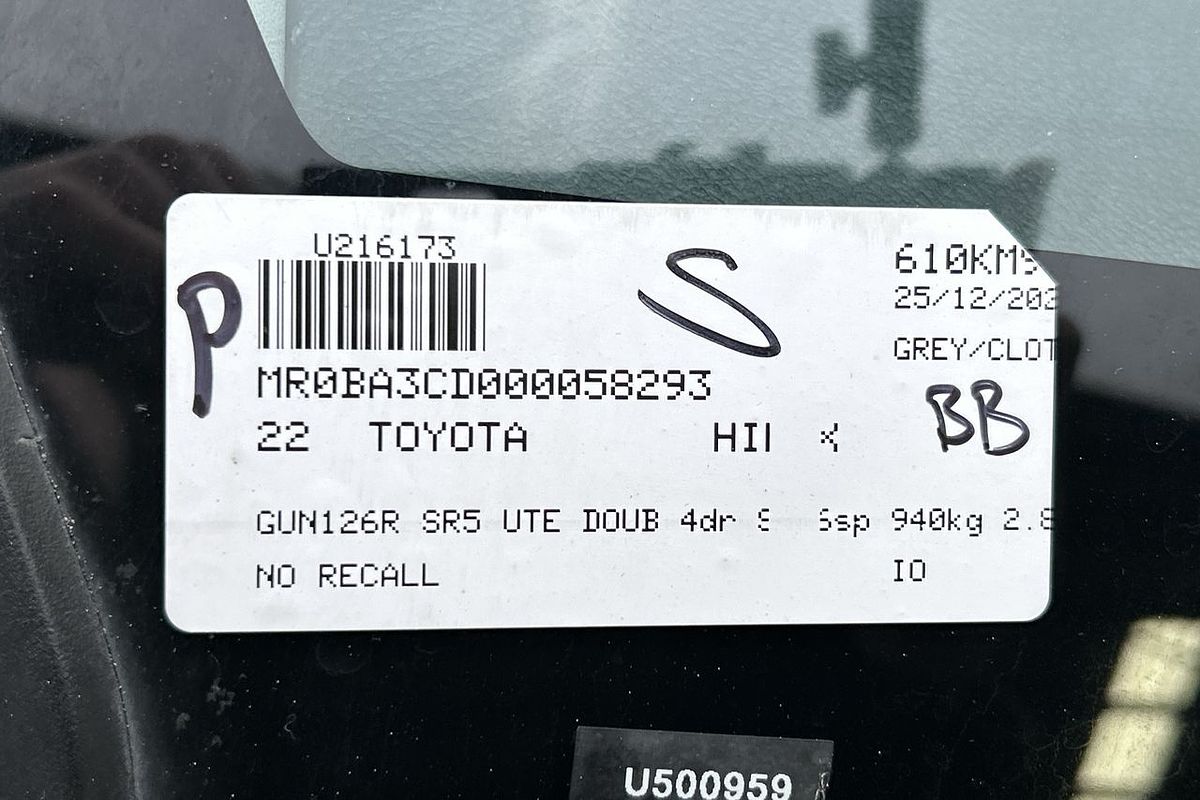 U216173
P
S
610KMS
25/12/202
GREY/CLOT
MR0BA3CD000058293
BB
22 TOYOTA
GUN126R SR5 UTE DOUB 4dr S 6sp 940kg 2.8
NO RECALL
IO
U500959